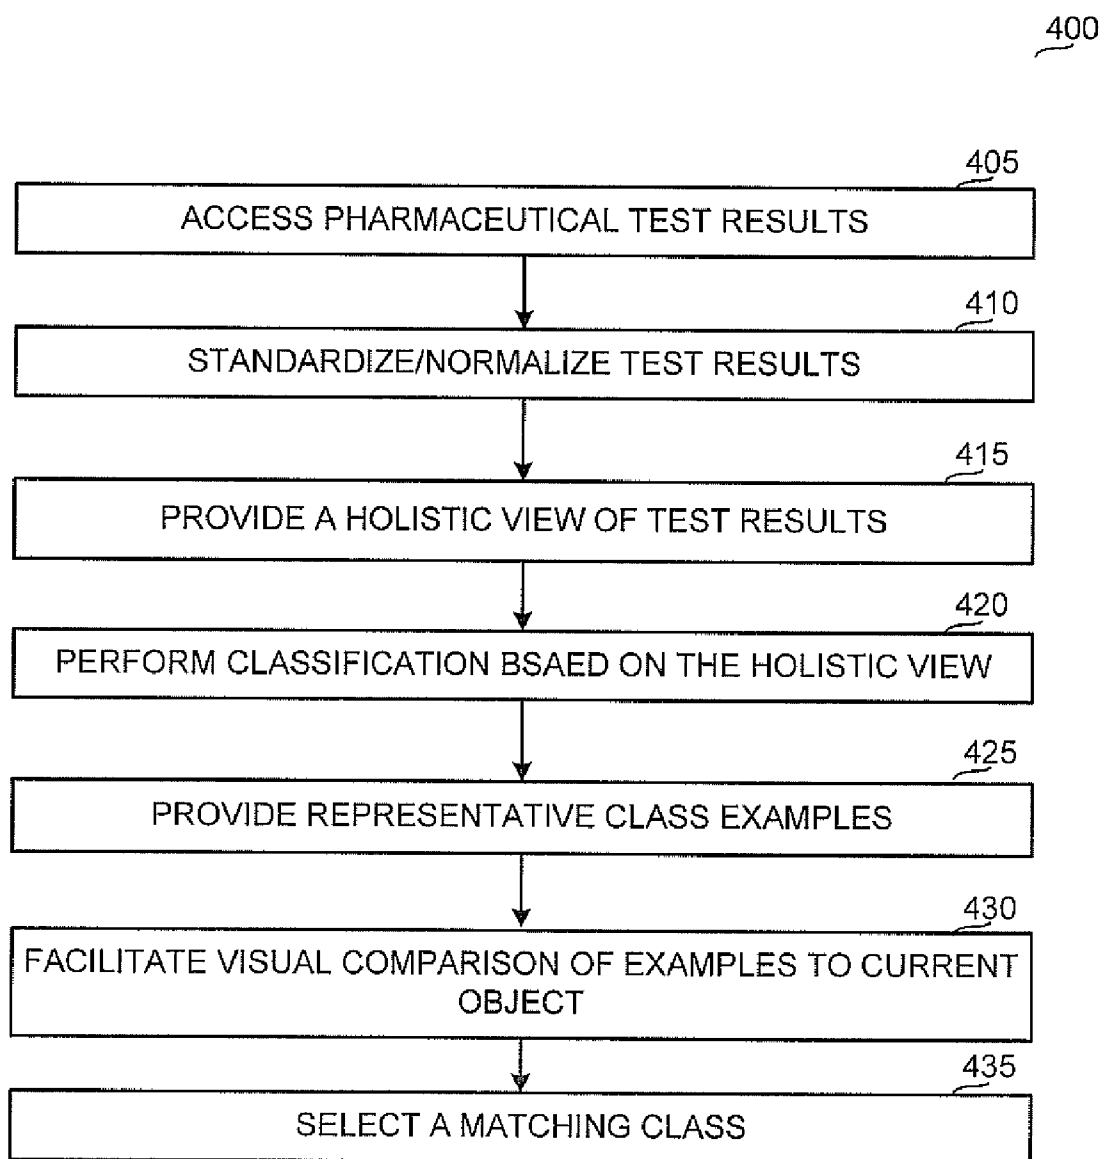 400
405
ACCESS PHARMACEUTICAL TEST RESULTS
410
STANDARDIZE/NORMALIZE TEST RESULTS
415
PROVIDE A HOLISTIC VIEW OF TEST RESULTS
420
PERFORM CLASSIFICATION BSAED ON THE HOLISTIC VIEW
425
PROVIDE REPRESENTATIVE CLASS EXAMPLES
430
FACILITATE VISUAL COMPARISON OF EXAMPLES TO CURRENT
OBJECT
435
SELECT A MATCHING CLASS